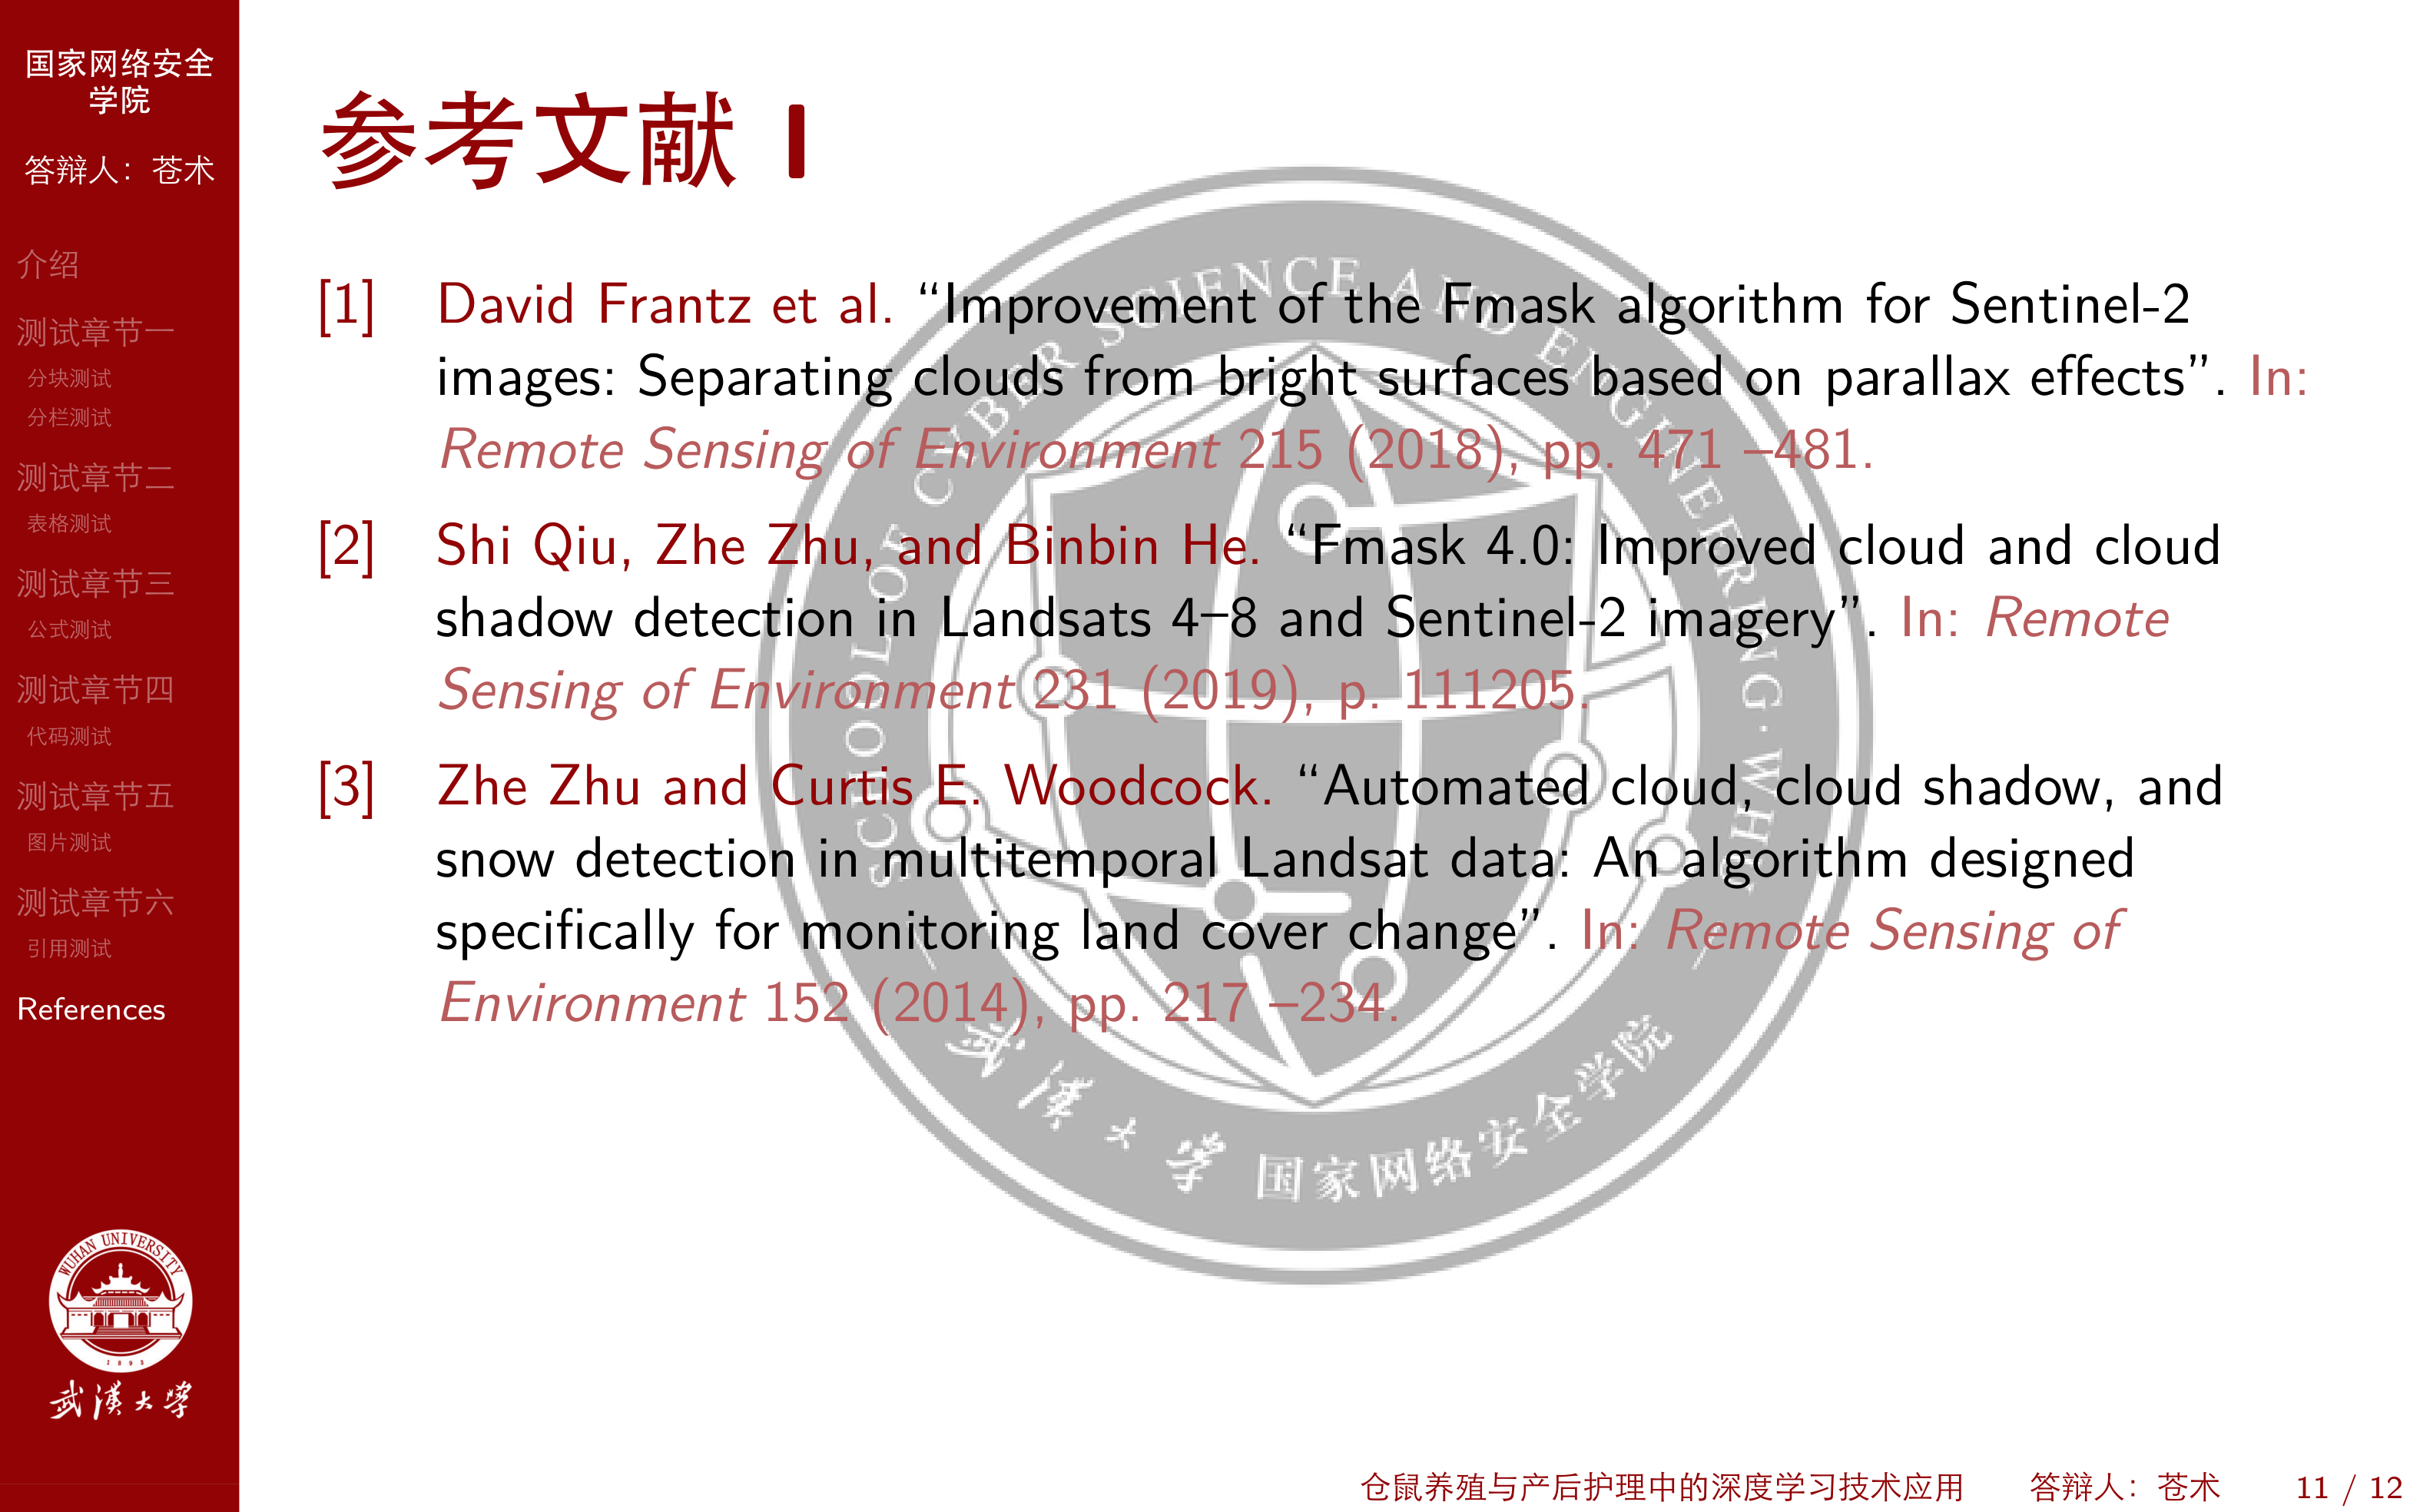 国家网络安全
学院
答辩人：苍术
介绍
测试章节一
分块测试
分栏测试
测试章节二
表格测试
测试章节三
公式测试
测试章节四
代码测试
测试章节五
图片测试
测试章节六
引用测试
References
WUHAN UNIVERSITY
1893
武漢大学
参考文献 I
[1] David Frantz et al. “Improvement of the Fmask algorithm for Sentinel-2
images: Separating clouds from bright surfaces based on parallax effects”. In:
Remote Sensing of Environment 215 (2018), pp. 471 –481.
[2] Shi Qiu, Zhe Zhu, and Binbin He. “Fmask 4.0: Improved cloud and cloud
shadow detection in Landsats 4–8 and Sentinel-2 imagery”. In: Remote
Sensing of Environment 231 (2019), p. 111205.
[3] Zhe Zhu and Curtis E. Woodcock. “Automated cloud, cloud shadow, and
snow detection in multitemporal Landsat data: An algorithm designed
specifically for monitoring land cover change”. In: Remote Sensing of
Environment 152 (2014), pp. 217 –234.
SCHOOL OF CYBER SCIENCE AND ENGINEERING · WHU
武漢大学 国家网络安全学院
仓鼠养殖与产后护理中的深度学习技术应用 答辩人：苍术 11 / 12